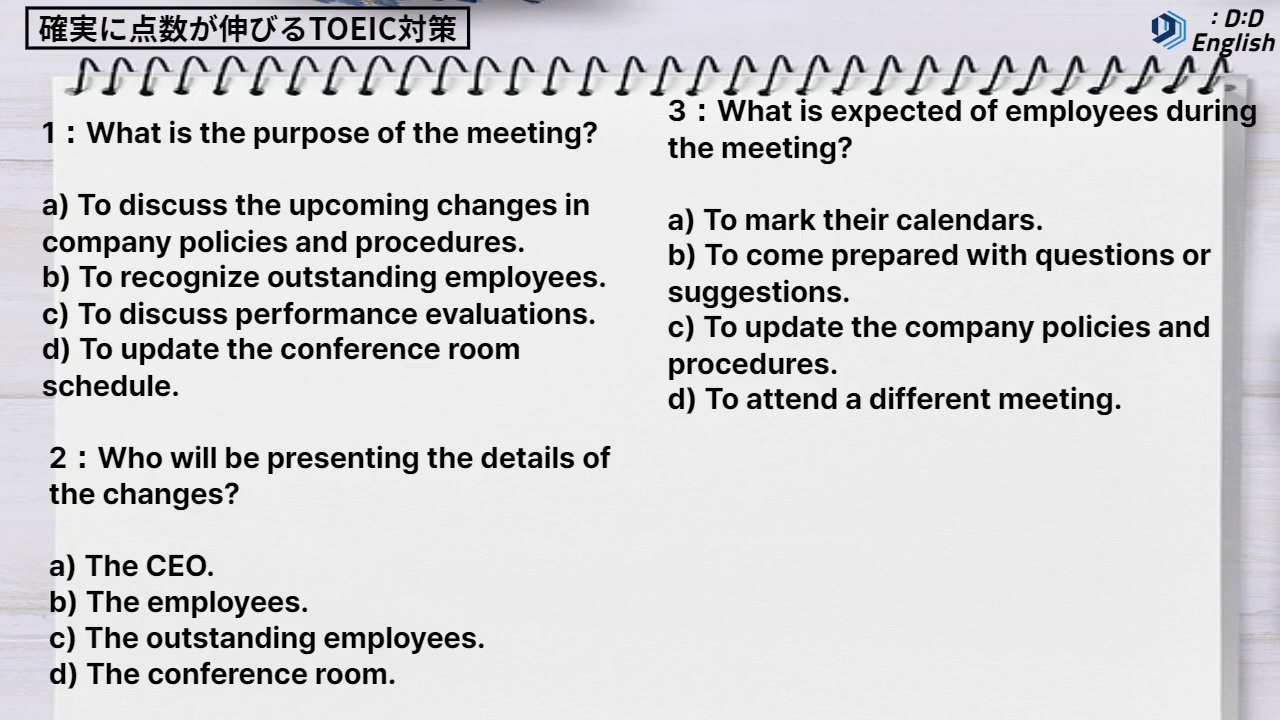 確実に点数が伸びるTOEIC対策
: D:D
English
1：What is the purpose of the meeting?
a) To discuss the upcoming changes in
company policies and procedures.
b) To recognize outstanding employees.
c) To discuss performance evaluations.
d) To update the conference room
schedule.
2：Who will be presenting the details of
the changes?
a) The CEO.
b) The employees.
c) The outstanding employees.
d) The conference room.
3：What is expected of employees during
the meeting?
a) To mark their calendars.
b) To come prepared with questions or
suggestions.
c) To update the company policies and
procedures.
d) To attend a different meeting.